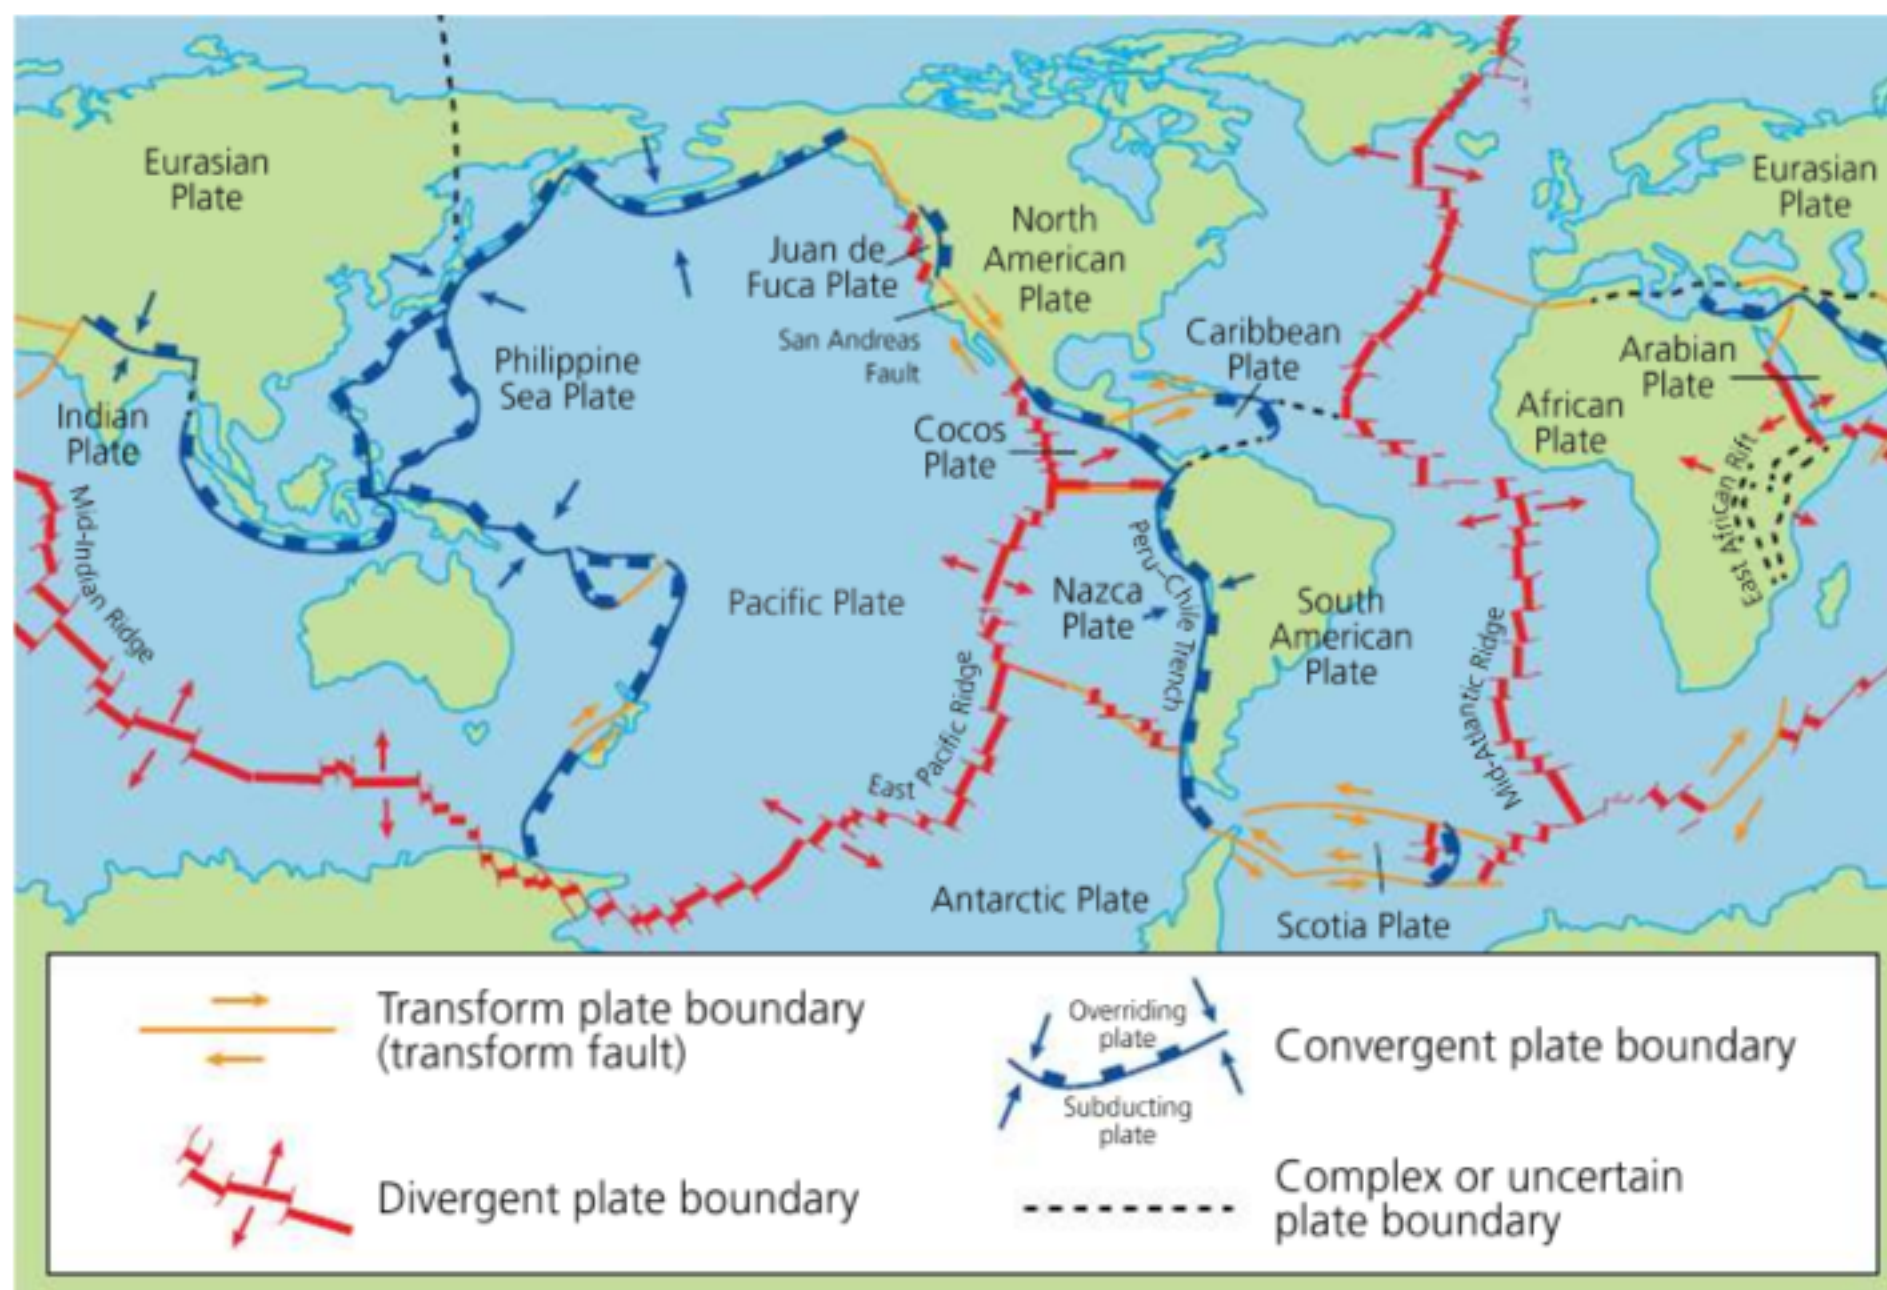 Eurasian
Plate
Eurasian
Plate
North
American
Plate
Juan de
Fuca Plate
San Andreas
Fault
Caribbean
Plate
Arabian
Plate
Philippine
Sea Plate
Indian
Plate
Cocos
Plate
African
Plate
East African Rift
Mid-Indian Ridge
Peru–Chile Trench
Pacific Plate
Nazca
Plate
South
American
Plate
Mid-Atlantic Ridge
East Pacific Ridge
Antarctic Plate
Scotia Plate
Transform plate boundary
(transform fault)
Divergent plate boundary
Overriding
plate
Subducting
plate
Convergent plate boundary
Complex or uncertain
plate boundary